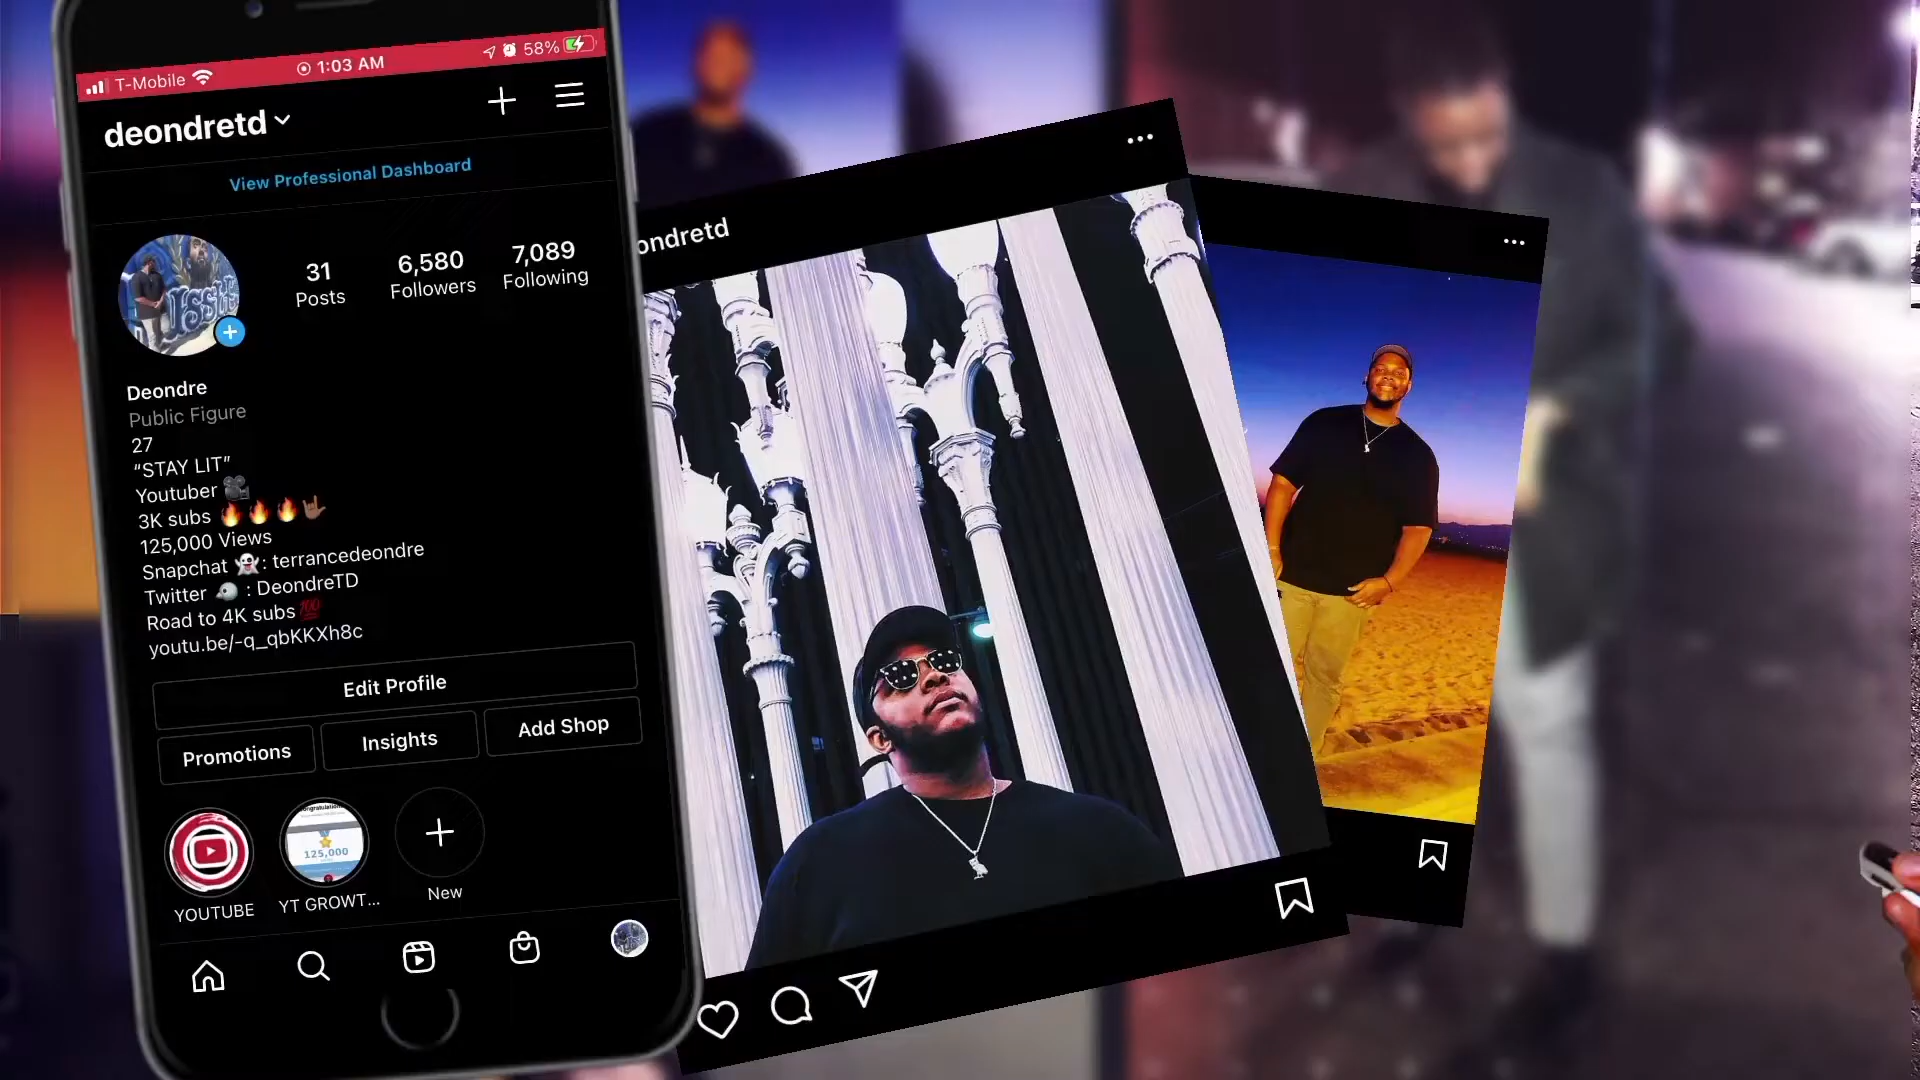 T-Mobile
1:03 AM
58%
deondretd
View Professional Dashboard
31
Posts
6,580
Followers
7,089
Following
Deondre
Public Figure
27
“STAY LIT”
Youtuber 🎥
3K subs 🔥🔥🔥🤟🏾
125,000 Views
Snapchat 👻: terrancedeondre
Twitter 🐦 : DeondreTD
Road to 4K subs💯
youtu.be/-q_qbKKXh8c
Edit Profile
Promotions
Insights
Add Shop
125,000
YOUTUBE
YT GROWT...
New
ondretd